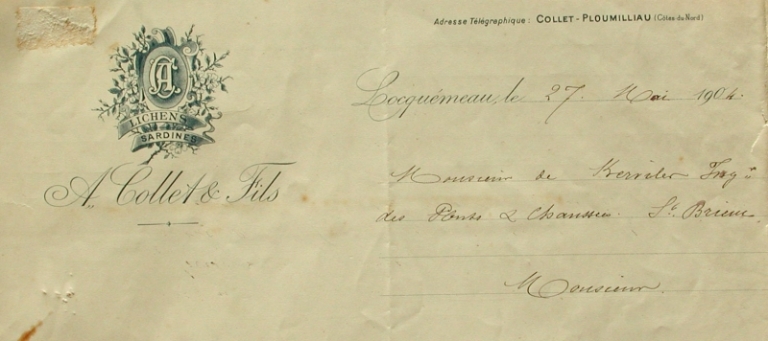 Adresse Télégraphique : COLLET - PLOUMILLIAU (Côtes du Nord)
AC
LICHENS
SARDINES
A. Collet & Fils
Locquémeau, le 27 Mai 1904.
Monsieur de Kerviler Ingr
des Ponts & Chaussées. St. Brieuc.
Monsieur